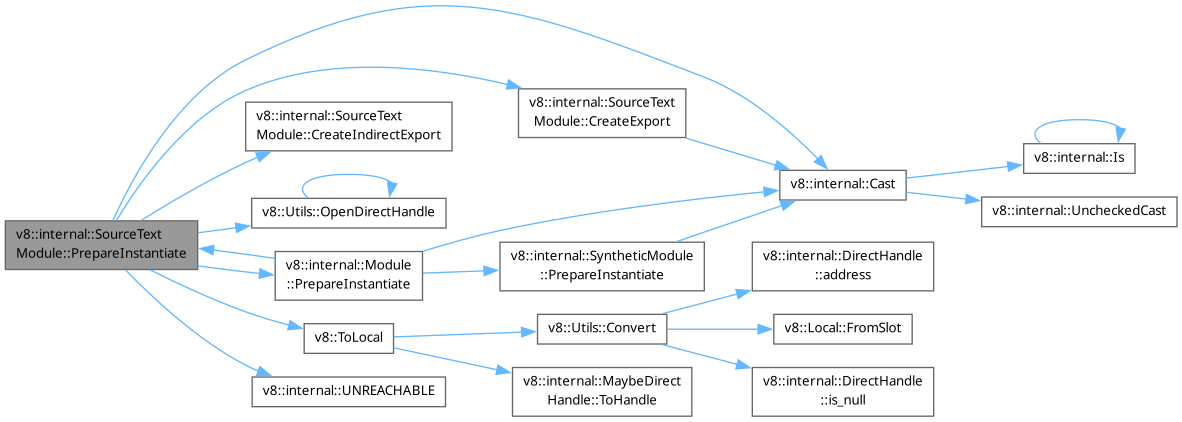 v8::internal::SourceText
Module::PrepareInstantiate
v8::internal::SourceText
Module::CreateIndirectExport
v8::Utils::OpenDirectHandle
v8::internal::Module
::PrepareInstantiate
v8::ToLocal
v8::internal::UNREACHABLE
v8::internal::SourceText
Module::CreateExport
v8::internal::SyntheticModule
::PrepareInstantiate
v8::Utils::Convert
v8::internal::MaybeDirect
Handle::ToHandle
v8::internal::Cast
v8::internal::DirectHandle
::address
v8::Local::FromSlot
v8::internal::DirectHandle
::is_null
v8::internal::Is
v8::internal::UncheckedCast